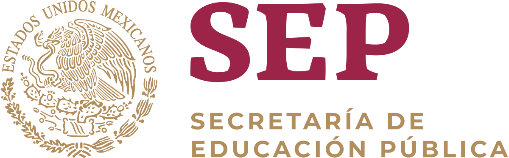 ESTADOS UNIDOS MEXICANOS
SEP
SECRETARÍA DE
EDUCACIÓN PÚBLICA